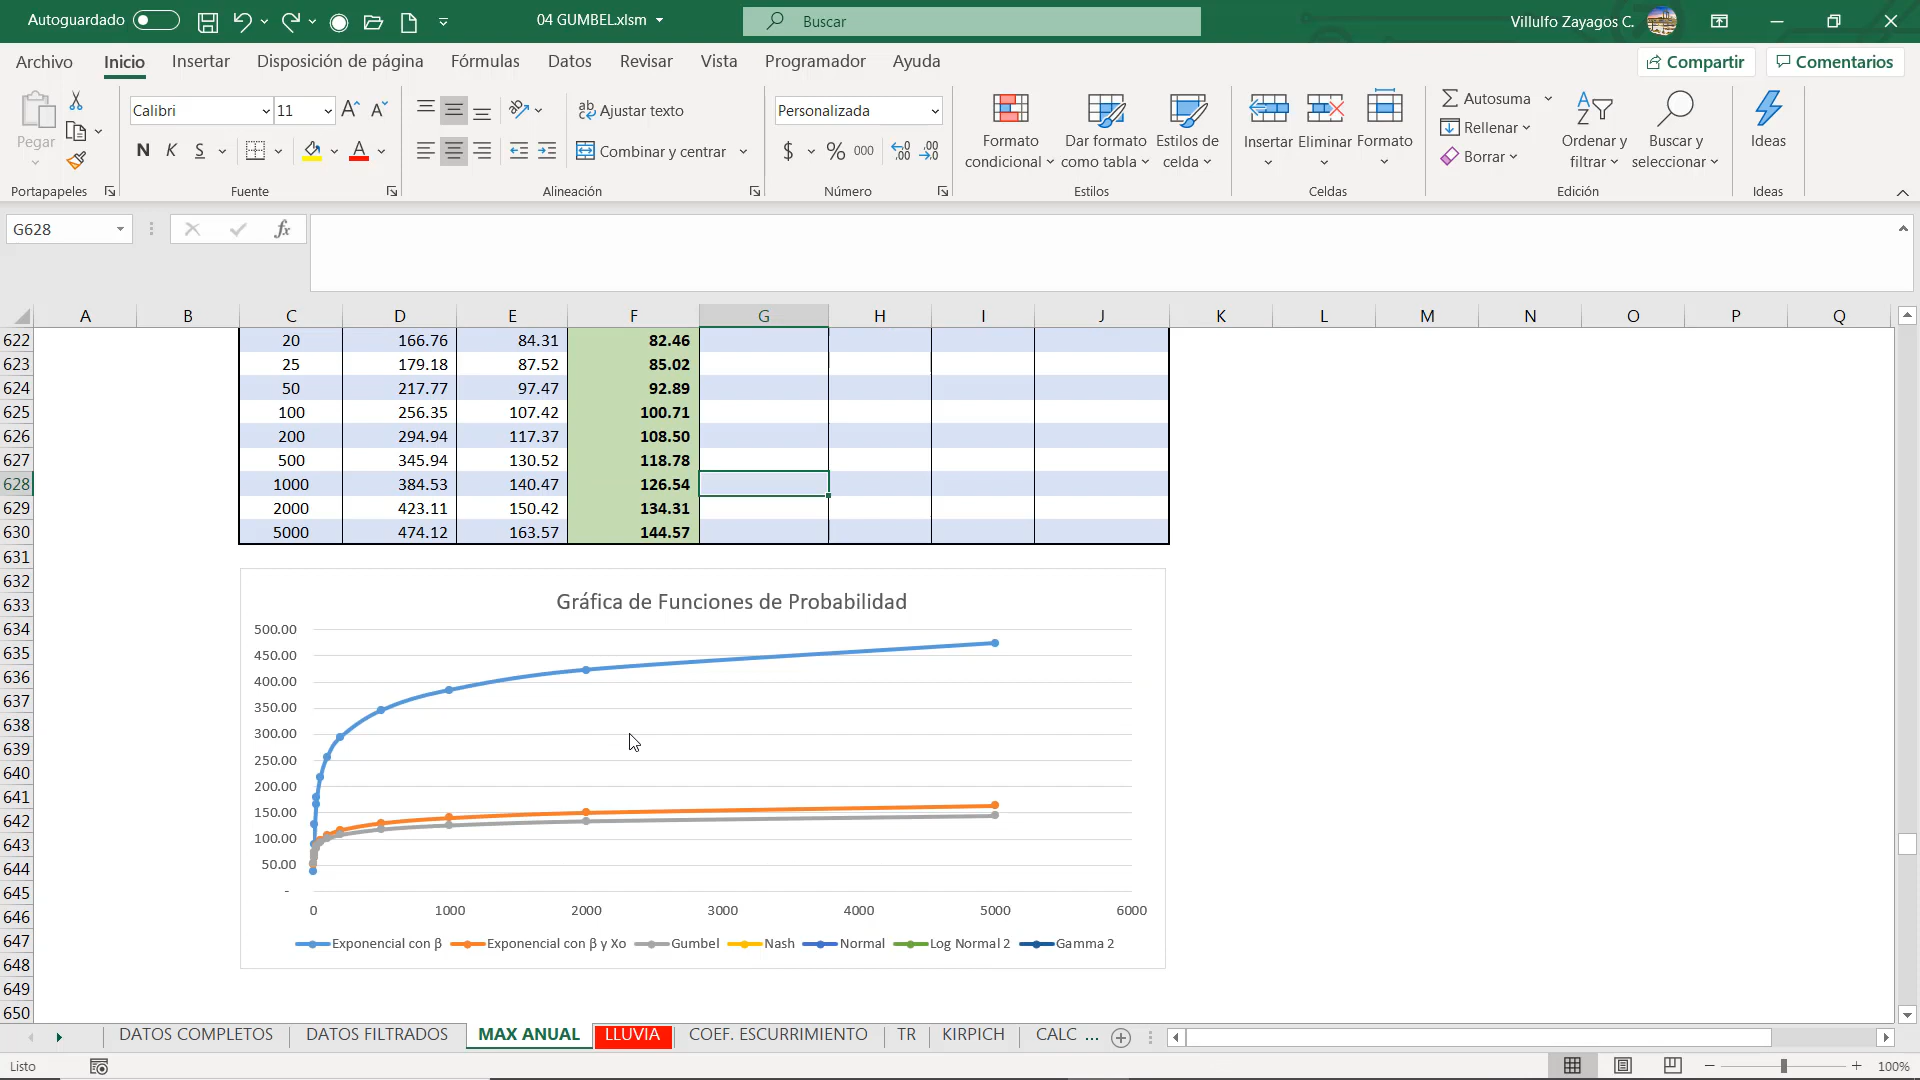 Autoguardado
04 GUMBEL.xlsm
Buscar
Villulfo Zayagos C.
Archivo Inicio Insertar Disposición de página Fórmulas Datos Revisar Vista Programador Ayuda
Compartir Comentarios
Pegar
Calibri 11
N K S
Ajustar texto
Combinar y centrar
Personalizada
$ % 000
Formato condicional
Dar formato como tabla
Estilos de celda
Insertar Eliminar Formato
Autosuma
Rellenar
Borrar
Ordenar y filtrar
Buscar y seleccionar
Ideas
Portapapeles Fuente Alineación Número Estilos Celdas Edición Ideas
G628
fx
A B C D E F G H I J K L M N O P Q
622 20 166.76 84.31 82.46
623 25 179.18 87.52 85.02
624 50 217.77 97.47 92.89
625 100 256.35 107.42 100.71
626 200 294.94 117.37 108.50
627 500 345.94 130.52 118.78
628 1000 384.53 140.47 126.54
629 2000 423.11 150.42 134.31
630 5000 474.12 163.57 144.57
631
632
633
634
635
636
637
638
639
640
641
642
643
644
645
646
647
648
649
650
Gráfica de Funciones de Probabilidad
500.00
450.00
400.00
350.00
300.00
250.00
200.00
150.00
100.00
50.00
-
0 1000 2000 3000 4000 5000 6000
Exponencial con β Exponencial con β y Xo Gumbel Nash Normal Log Normal 2 Gamma 2
DATOS COMPLETOS DATOS FILTRADOS MAX ANUAL LLUVIA COEF. ESCURRIMIENTO TR KIRPICH CALC ...
Listo
100%